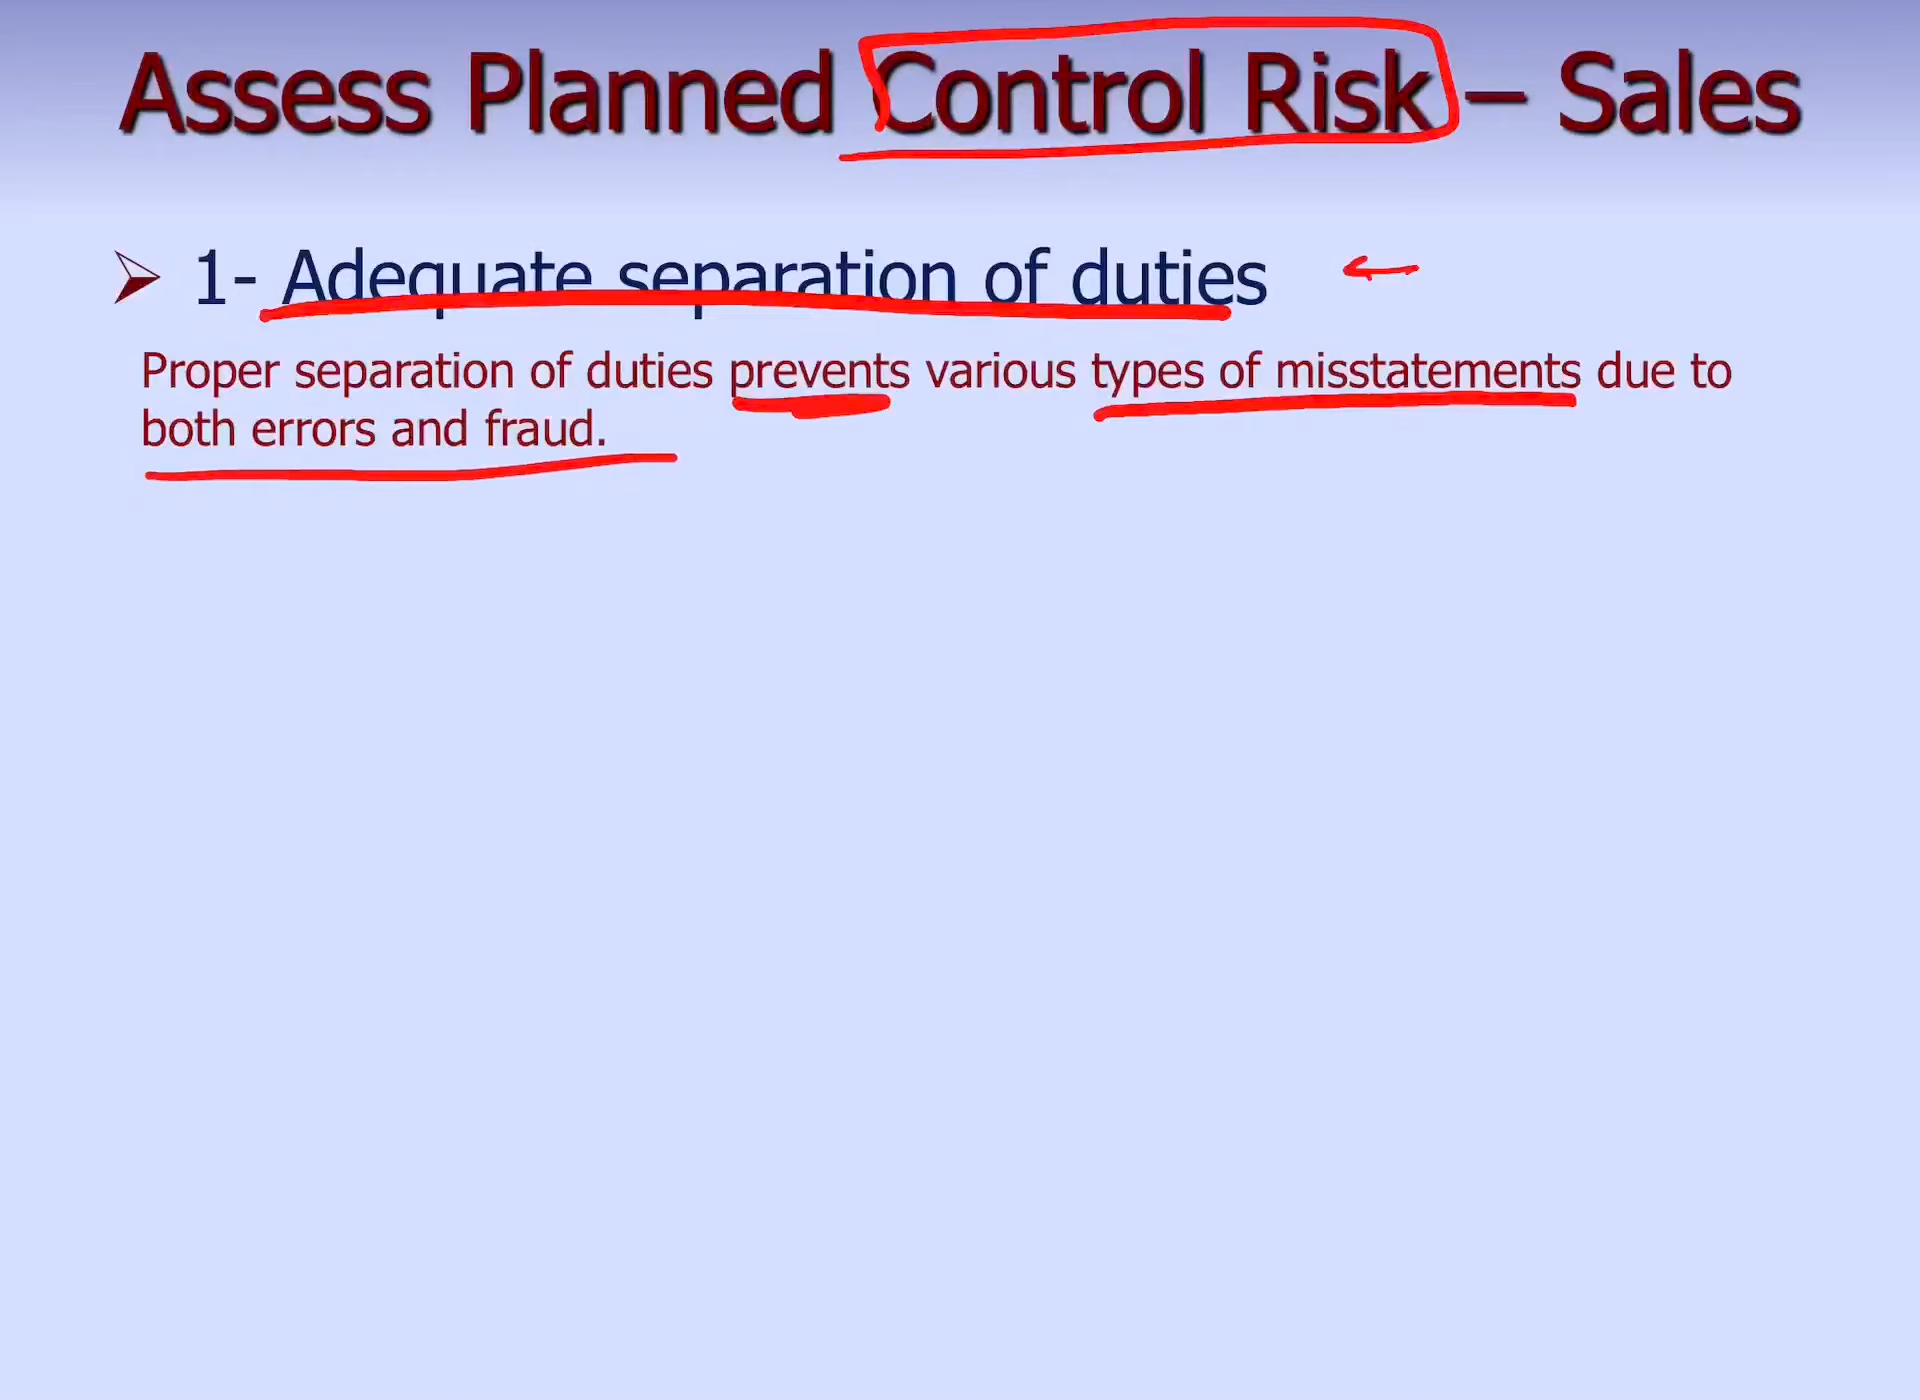 Assess Planned Control Risk – Sales
1- Adequate separation of duties
Proper separation of duties prevents various types of misstatements due to
both errors and fraud.